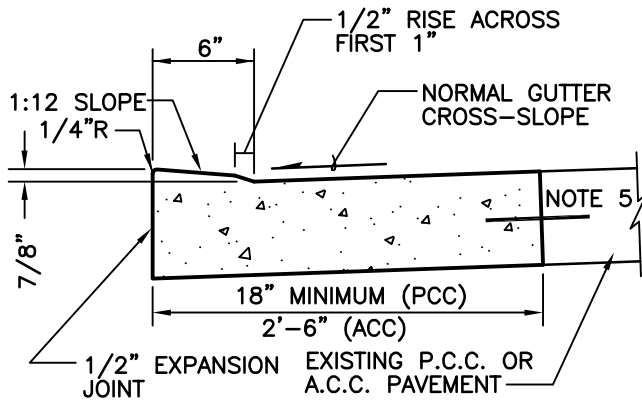 1/2" RISE ACROSS
FIRST 1"
6"
1:12 SLOPE
1/4"R
NORMAL GUTTER
CROSS-SLOPE
NOTE 5
7/8"
18" MINIMUM (PCC)
2'-6" (ACC)
1/2" EXPANSION
JOINT
EXISTING P.C.C. OR
A.C.C. PAVEMENT